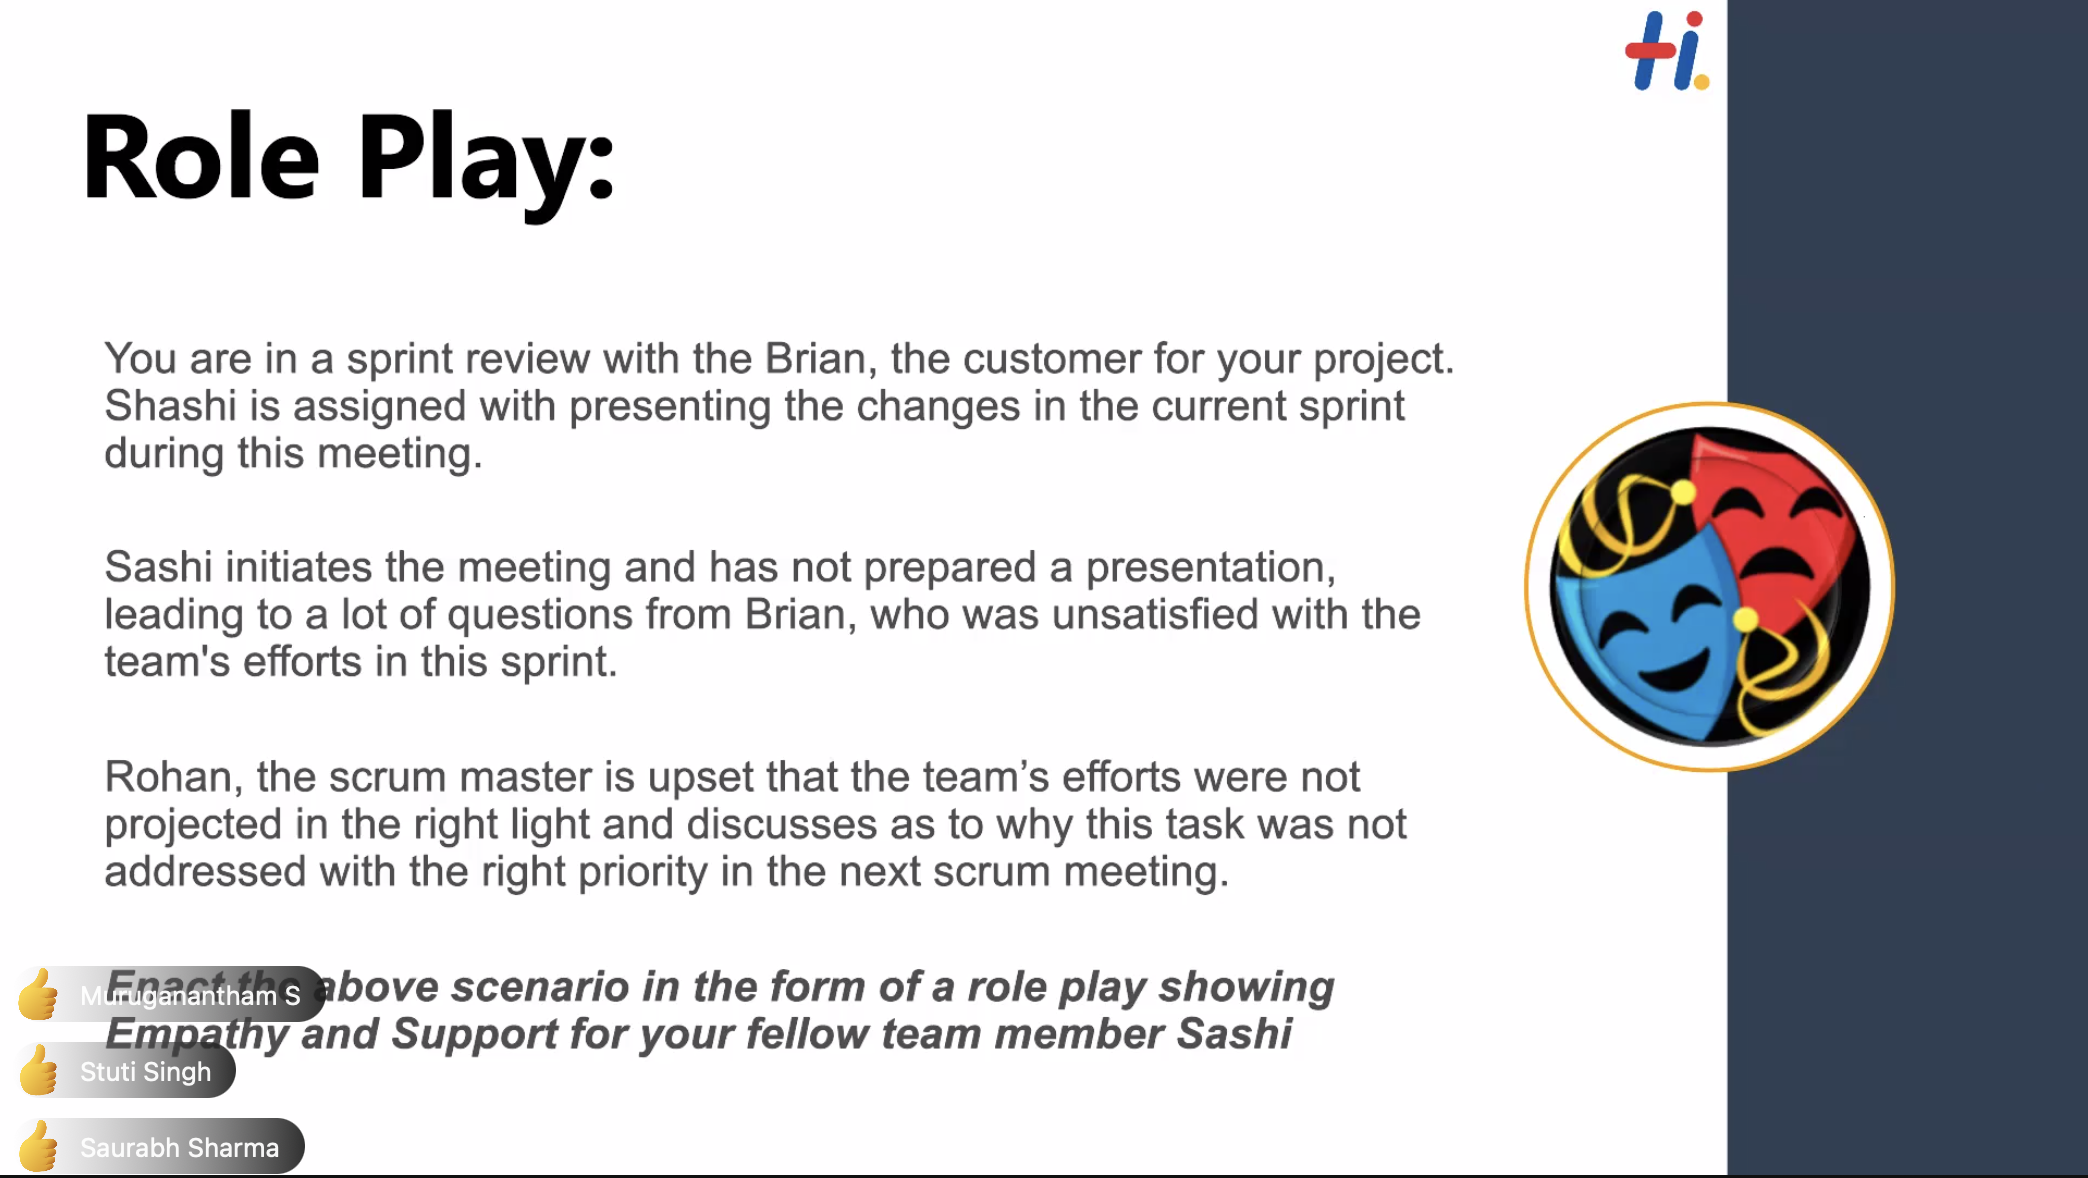 Hi.
Role Play:
You are in a sprint review with the Brian, the customer for your project.
Shashi is assigned with presenting the changes in the current sprint
during this meeting.
Sashi initiates the meeting and has not prepared a presentation,
leading to a lot of questions from Brian, who was unsatisfied with the
team's efforts in this sprint.
Rohan, the scrum master is upset that the team’s efforts were not
projected in the right light and discusses as to why this task was not
addressed with the right priority in the next scrum meeting.
Enact the above scenario in the form of a role play showing
Empathy and Support for your fellow team member Sashi
Muruganantham S
Stuti Singh
Saurabh Sharma